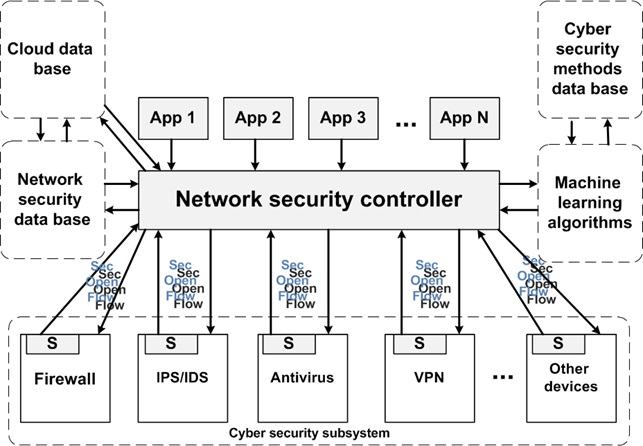 Cloud data
base
Cyber
security
methods
data base
App 1
App 2
App 3
...
App N
Network
security
data base
Network security controller
Machine
learning
algorithms
Sec
Open
Flow
Sec
Open
Flow
Sec
Open
Flow
Sec
Open
Flow
Sec
Open
Flow
Sec
Open
Flow
Sec
Open
Flow
Sec
Open
Flow
Sec
Open
Flow
Sec
Open
Flow
S
Firewall
S
IPS/IDS
S
Antivirus
S
VPN
...
S
Other
devices
Cyber security subsystem